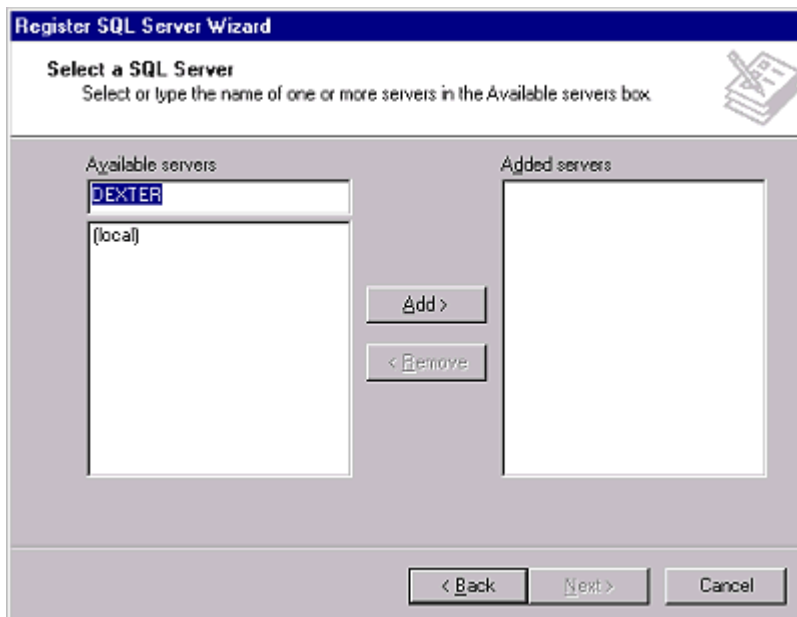 Register SQL Server Wizard
Select a SQL Server
Select or type the name of one or more servers in the Available servers box.
Available servers
Added servers
DEXTER
(local)
Add >
< Remove
< Back
Next >
Cancel